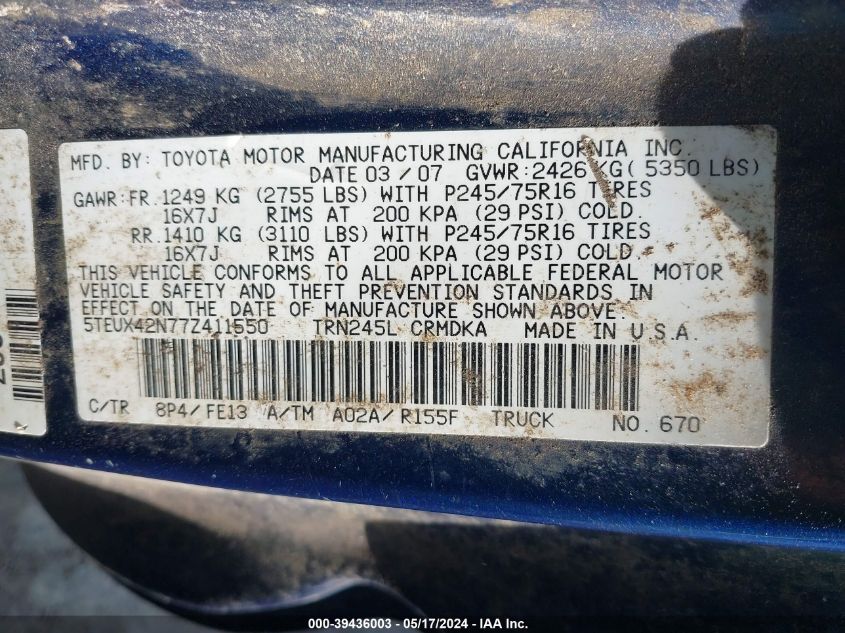 MFD. BY: TOYOTA MOTOR MANUFACTURING CALIFORNIA INC.
DATE 03 / 07 GVWR: 2426 KG ( 5350 LBS)
GAWR: FR. 1249 KG (2755 LBS) WITH P245/75R16 TIRES
16X7J RIMS AT 200 KPA (29 PSI) COLD.
RR. 1410 KG (3110 LBS) WITH P245/75R16 TIRES
16X7J RIMS AT 200 KPA (29 PSI) COLD.
THIS VEHICLE CONFORMS TO ALL APPLICABLE FEDERAL MOTOR
VEHICLE SAFETY AND THEFT PREVENTION STANDARDS IN
EFFECT ON THE DATE OF MANUFACTURE SHOWN ABOVE.
5TEUX42N77Z411550 TRN245L CRMDKA MADE IN U.S.A.
C/TR 8P4/ FE13 A/TM A02A/ R155F TRUCK NO. 670
000-39436003 - 05/17/2024 - IAA Inc.